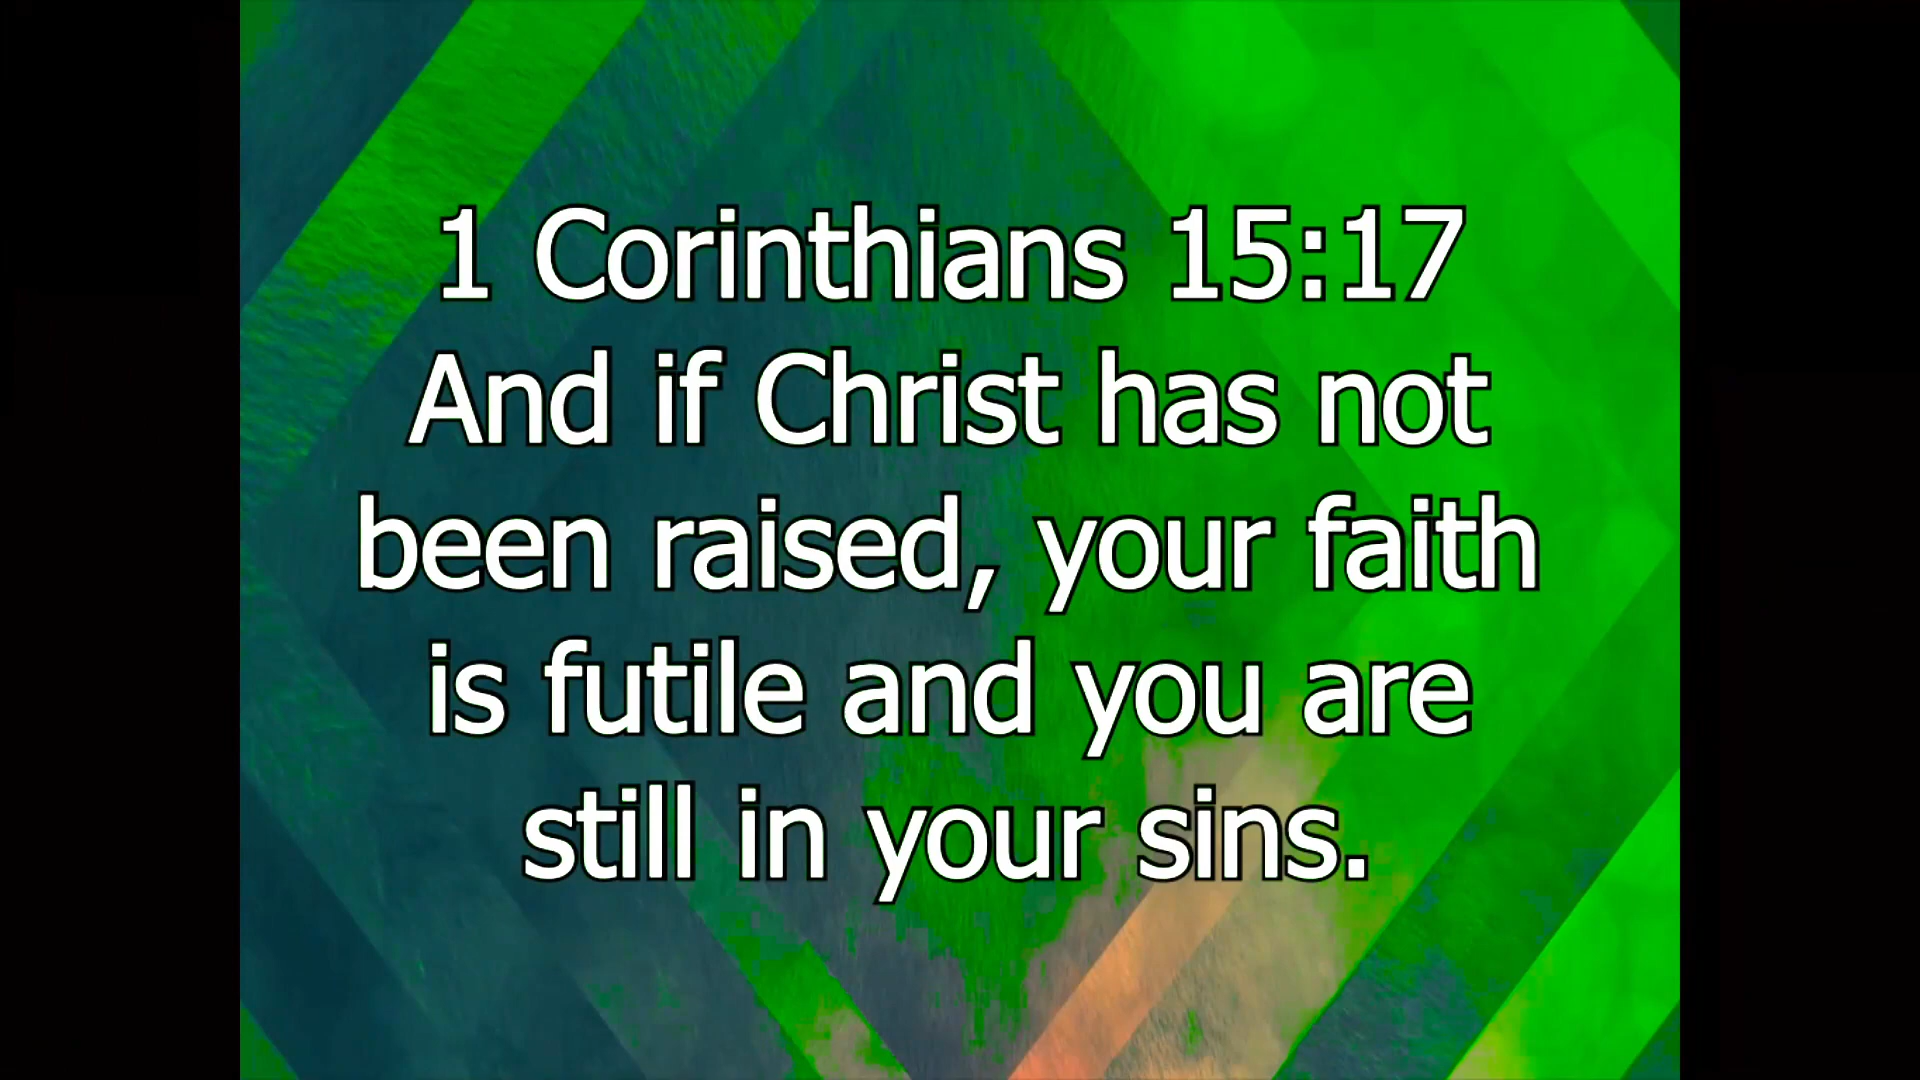 1 Corinthians 15:17
And if Christ has not
been raised, your faith
is futile and you are
still in your sins.